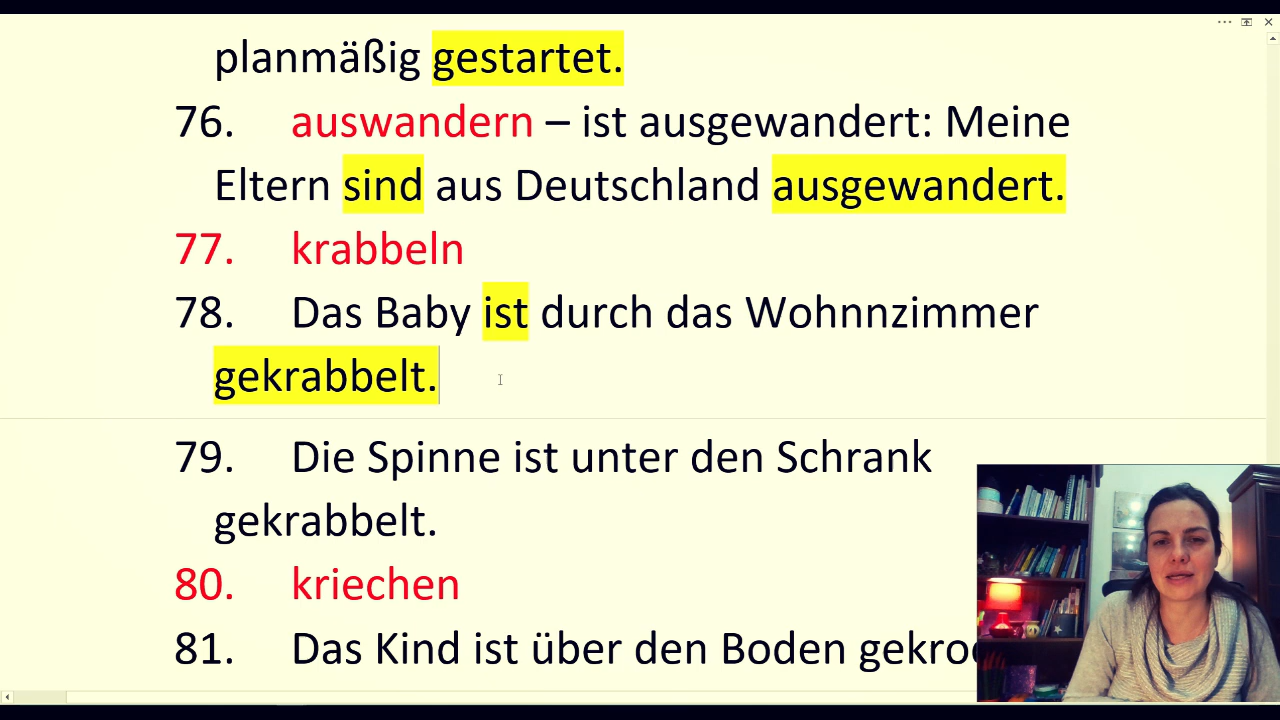 planmäßig gestartet.
76. auswandern – ist ausgewandert: Meine
Eltern sind aus Deutschland ausgewandert.
77. krabbeln
78. Das Baby ist durch das Wohnnzimmer
gekrabbelt.
79. Die Spinne ist unter den Schrank
gekrabbelt.
80. kriechen
81. Das Kind ist über den Boden